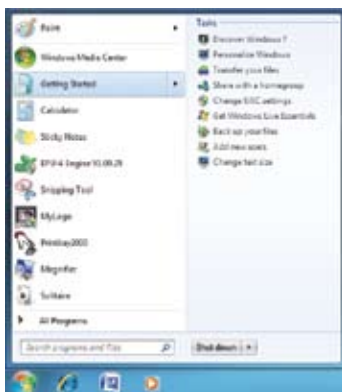 Paint
Windows Media Center
Getting Started
Calculator
Sticky Notes
Snipping Tool
MyLogo
Magnifier
Solitaire
All Programs
Search programs and files
Tasks
Discover Windows 7
Personalize Windows
Transfer your files
Share with a homegroup
Change UAC settings
Get Windows Live Essentials
Back up your files
Add new users
Change text size
Shut down